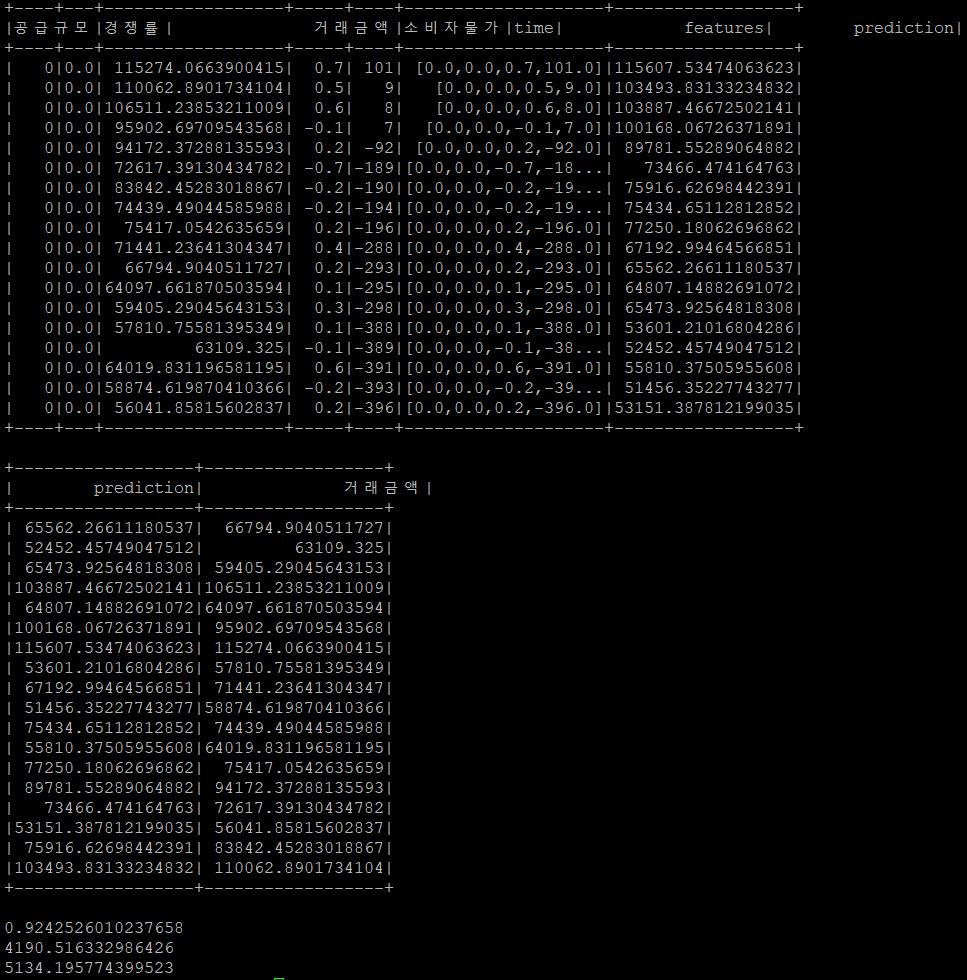 +----+---+------------------+-----+----+--------------------+------------------+
|공급규모|경쟁률|              거래금액|소비자물가|time|            features|        prediction|
+----+---+------------------+-----+----+--------------------+------------------+
|   0|0.0| 115274.0663900415|  0.7| 101|  [0.0,0.0,0.7,101.0]|115607.53474063623|
|   0|0.0| 110062.8901734104|  0.5|   9|    [0.0,0.0,0.5,9.0]|103493.83133234832|
|   0|0.0|106511.23853211009|  0.6|   8|    [0.0,0.0,0.6,8.0]|103887.46672502141|
|   0|0.0| 95902.69709543568| -0.1|   7|   [0.0,0.0,-0.1,7.0]|100168.06726371891|
|   0|0.0| 94172.37288135593|  0.2| -92|  [0.0,0.0,0.2,-92.0]| 89781.55289064882|
|   0|0.0| 72617.39130434782| -0.7|-189|[0.0,0.0,-0.7,-18...|   73466.474164763|
|   0|0.0| 83842.45283018867| -0.2|-190|[0.0,0.0,-0.2,-19...| 75916.62698442391|
|   0|0.0| 74439.49044585988| -0.2|-194|[0.0,0.0,-0.2,-19...| 75434.65112812852|
|   0|0.0|  75417.0542635659|  0.2|-196|[0.0,0.0,0.2,-196.0]| 77250.18062696862|
|   0|0.0| 71441.23641304347|  0.4|-288|[0.0,0.0,0.4,-288.0]| 67192.99464566851|
|   0|0.0|  66794.9040511727|  0.2|-293|[0.0,0.0,0.2,-293.0]| 65562.26611180537|
|   0|0.0|64097.661870503594|  0.1|-295|[0.0,0.0,0.1,-295.0]| 64807.14882691072|
|   0|0.0| 59405.29045643153|  0.3|-298|[0.0,0.0,0.3,-298.0]| 65473.92564818308|
|   0|0.0| 57810.75581395349|  0.1|-388|[0.0,0.0,0.1,-388.0]| 53601.21016804286|
|   0|0.0|         63109.325| -0.1|-389|[0.0,0.0,-0.1,-38...| 52452.45749047512|
|   0|0.0|64019.831196581195|  0.6|-391|[0.0,0.0,0.6,-391.0]| 55810.37505955608|
|   0|0.0|58874.619870410366| -0.2|-393|[0.0,0.0,-0.2,-39...| 51456.35227743277|
|   0|0.0| 56041.85815602837|  0.2|-396|[0.0,0.0,0.2,-396.0]|53151.387812199035|
+----+---+------------------+-----+----+--------------------+------------------+
+------------------+------------------+
|        prediction|              거래금액|
+------------------+------------------+
| 65562.26611180537|  66794.9040511727|
| 52452.45749047512|         63109.325|
| 65473.92564818308| 59405.29045643153|
|103887.46672502141|106511.23853211009|
| 64807.14882691072|64097.661870503594|
|100168.06726371891| 95902.69709543568|
|115607.53474063623| 115274.0663900415|
| 53601.21016804286| 57810.75581395349|
| 67192.99464566851| 71441.23641304347|
| 51456.35227743277|58874.619870410366|
| 75434.65112812852| 74439.49044585988|
| 55810.37505955608|64019.831196581195|
| 77250.18062696862|  75417.0542635659|
| 89781.55289064882| 94172.37288135593|
|   73466.474164763| 72617.39130434782|
|53151.387812199035| 56041.85815602837|
| 75916.62698442391| 83842.45283018867|
|103493.83133234832| 110062.8901734104|
+------------------+------------------+
0.9242526010237658
4190.516332986426
5134.195774399523